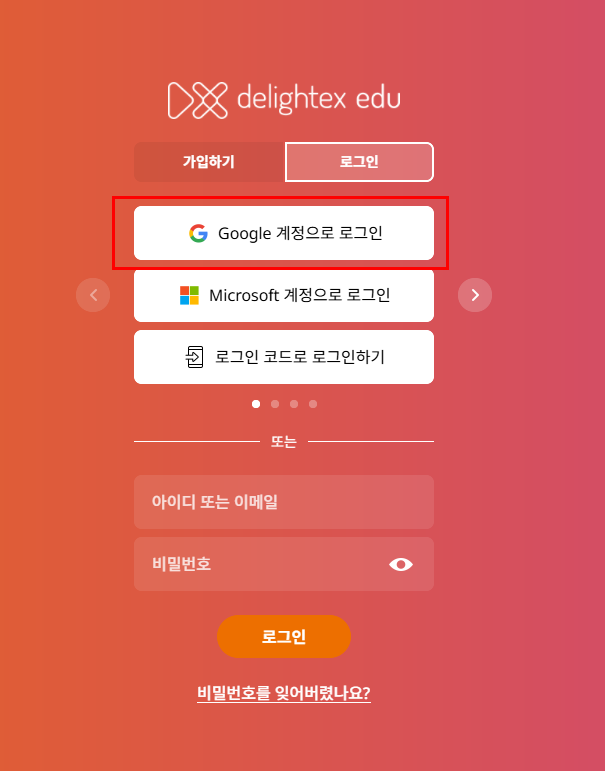 delightex edu
가입하기
로그인
Google 계정으로 로그인
Microsoft 계정으로 로그인
로그인 코드로 로그인하기
또는
아이디 또는 이메일
비밀번호
로그인
비밀번호를 잊어버렸나요?